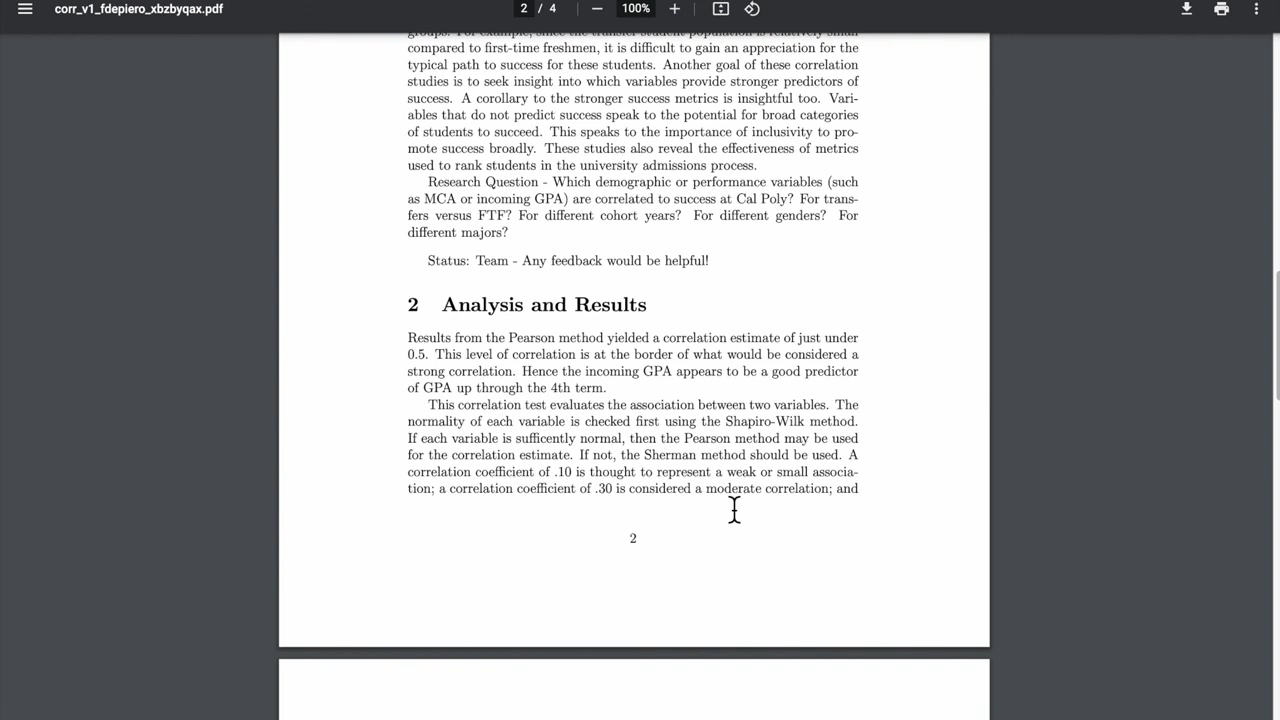 corr_v1_fdepiero_xbzbyqax.pdf
2 / 4
100%
groups. For example, since the transfer student population is relatively small
compared to first-time freshmen, it is difficult to gain an appreciation for the
typical path to success for these students. Another goal of these correlation
studies is to seek insight into which variables provide stronger predictors of
success. A corollary to the stronger success metrics is insightful too. Vari-
ables that do not predict success speak to the potential for broad categories
of students to succeed. This speaks to the importance of inclusivity to pro-
mote success broadly. These studies also reveal the effectiveness of metrics
used to rank students in the university admissions process.
Research Question - Which demographic or performance variables (such
as MCA or incoming GPA) are correlated to success at Cal Poly? For trans-
fers versus FTF? For different cohort years? For different genders? For
different majors?
Status: Team - Any feedback would be helpful!
2 Analysis and Results
Results from the Pearson method yielded a correlation estimate of just under
0.5. This level of correlation is at the border of what would be considered a
strong correlation. Hence the incoming GPA appears to be a good predictor
of GPA up through the 4th term.
This correlation test evaluates the association between two variables. The
normality of each variable is checked first using the Shapiro-Wilk method.
If each variable is sufficently normal, then the Pearson method may be used
for the correlation estimate. If not, the Sherman method should be used. A
correlation coefficient of .10 is thought to represent a weak or small associa-
tion; a correlation coefficient of .30 is considered a moderate correlation; and
2